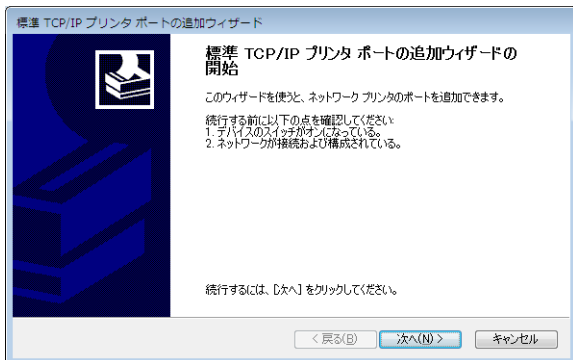 標準 TCP/IP プリンタ ポートの追加ウィザード
標準 TCP/IP プリンタ ポートの追加ウィザードの
開始
このウィザードを使うと、ネットワーク プリンタのポートを追加できます。
続行する前に以下の点を確認してください:
1. デバイスのスイッチがオンになっている。
2. ネットワークが接続および構成されている。
続行するには、[次へ] をクリックしてください。
< 戻る(B)
次へ(N) >
キャンセル